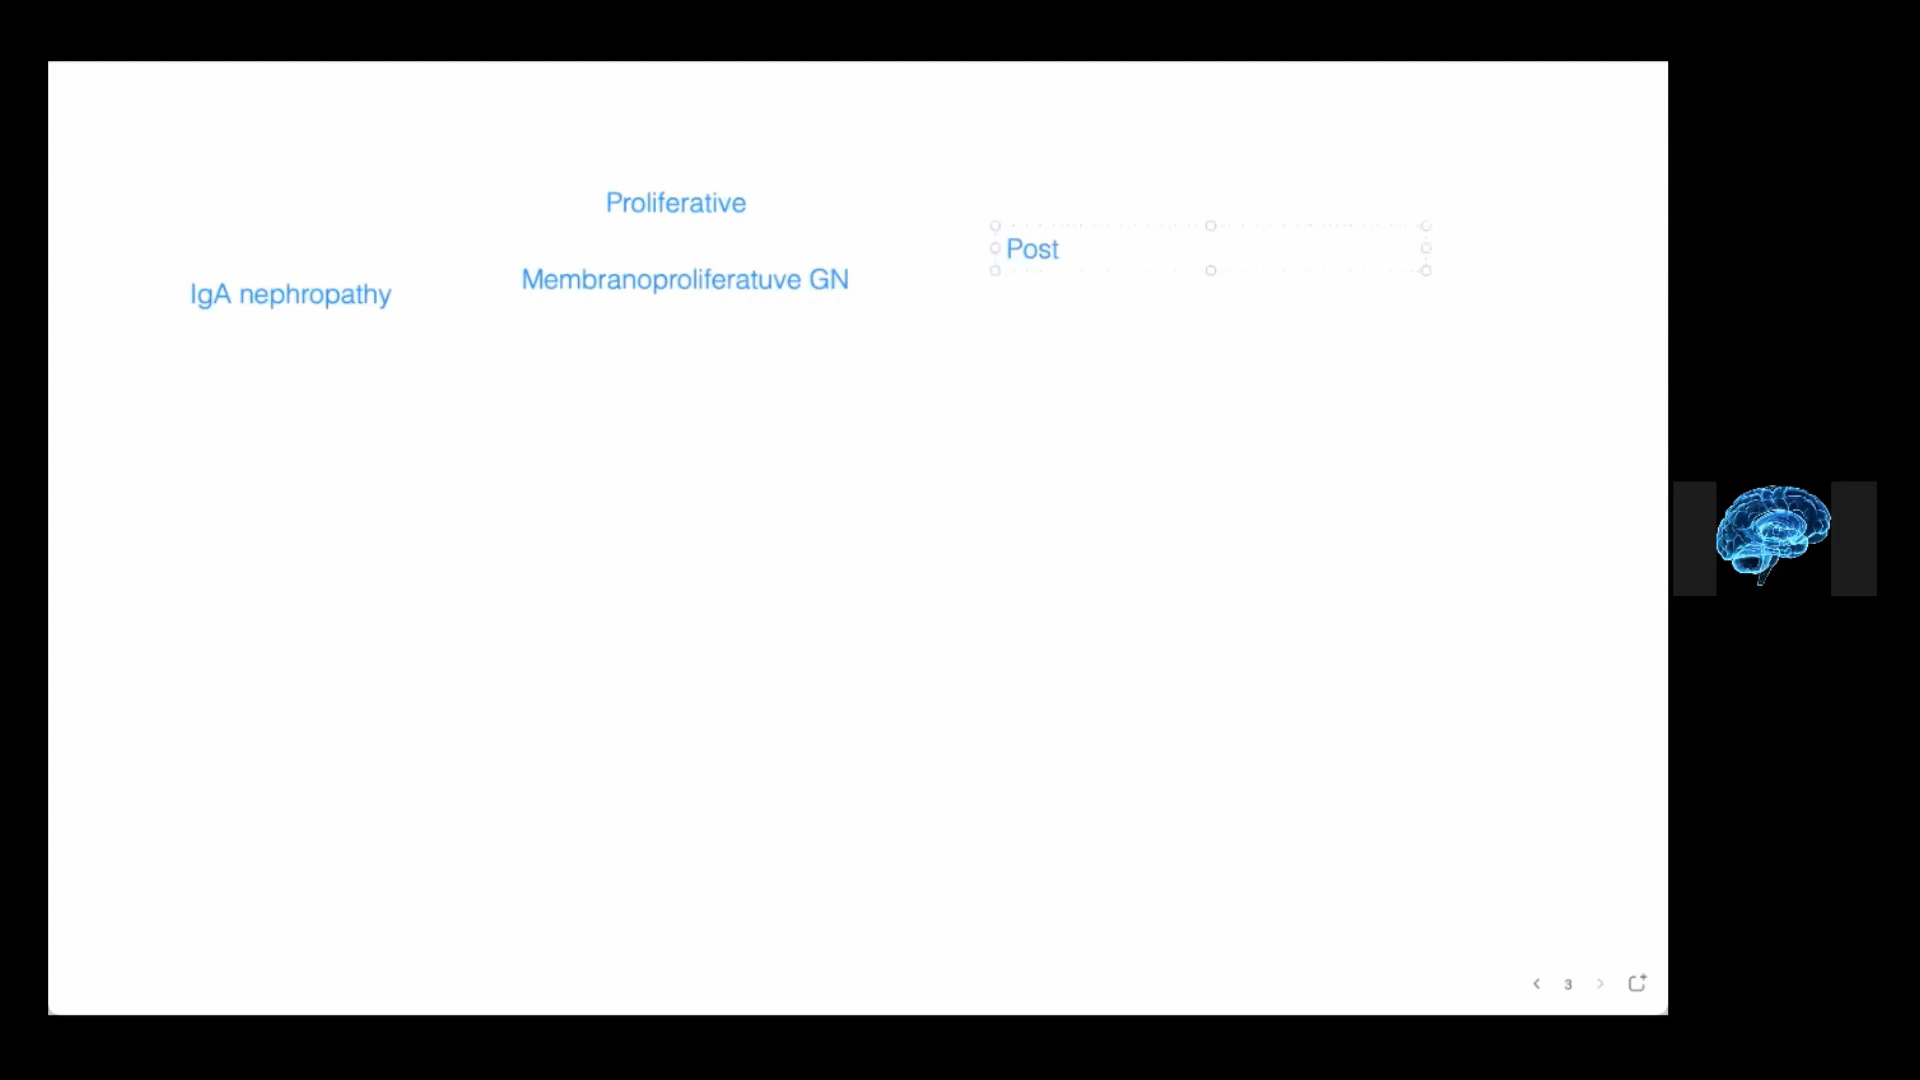 Proliferative
Post
Membranoproliferatuve GN
IgA nephropathy
3